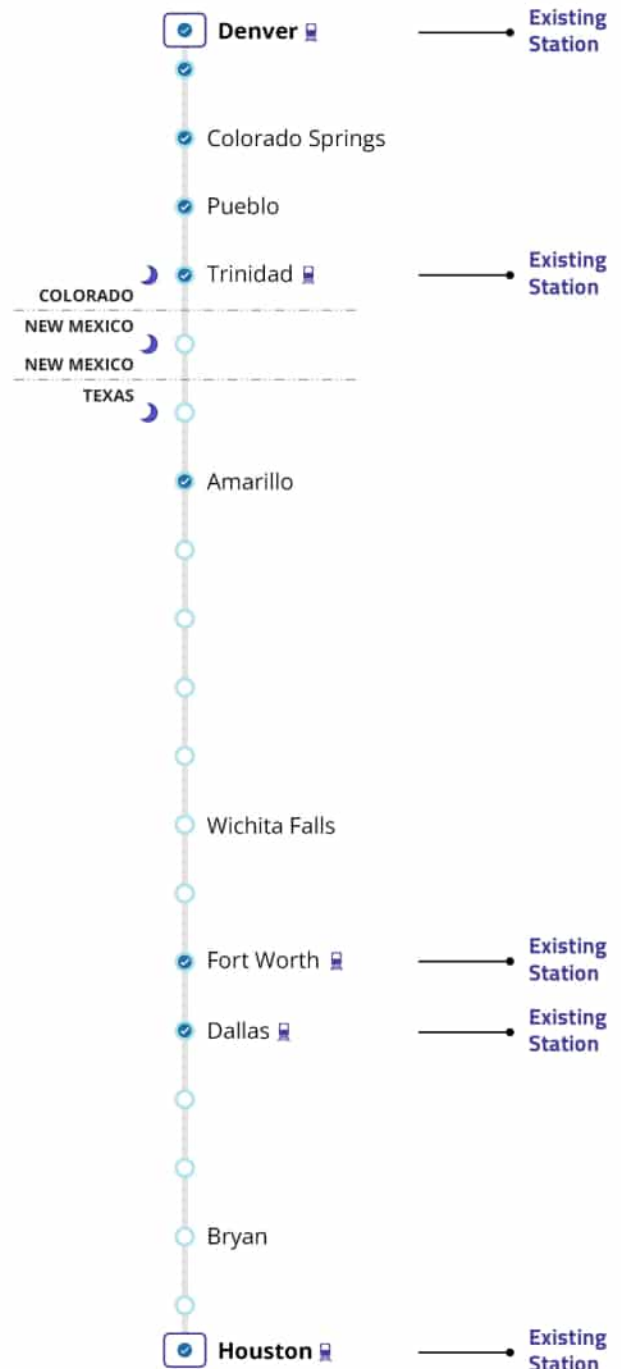 Denver
Existing
Station
Colorado Springs
Pueblo
Trinidad
Existing
Station
COLORADO
NEW MEXICO
NEW MEXICO
TEXAS
Amarillo
Wichita Falls
Fort Worth
Existing
Station
Dallas
Existing
Station
Bryan
Houston
Existing
Station